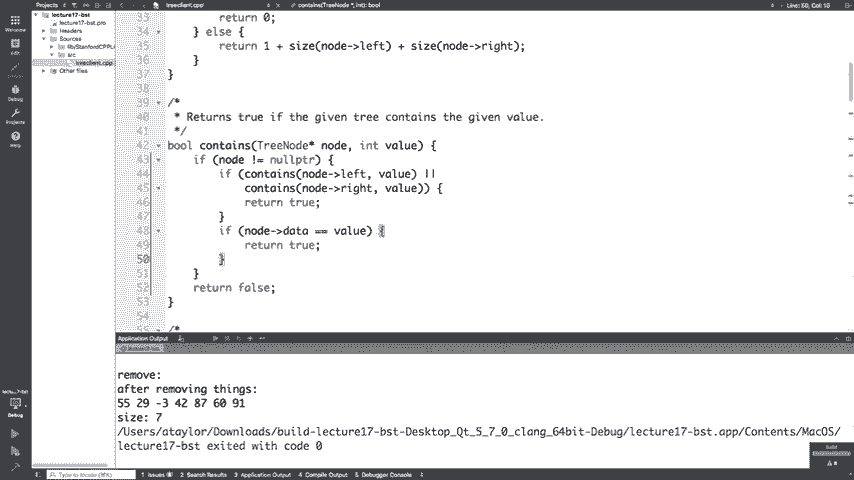 Projects
treeclient.cpp
contains(TreeNode *, int): bool
Line: 50, Col: 10
lecture17-bst
lecture17-bst.pro
Headers
Sources
src
treeclient.cpp
Other files
Welcome
Edit
Debug
Projects
Help
33 return 0;
34 } else {
35 return 1 + size(node->left) + size(node->right);
36 }
37 }
38
39 /*
40 * Returns true if the given tree contains the given value.
41 */
42 bool contains(TreeNode* node, int value) {
43 if (node != nullptr) {
44 if (contains(node->left, value) ||
45 contains(node->right, value)) {
46 return true;
47 }
48 if (node->data == value) {
49 return true;
50 }
51 }
52 return false;
53 }
54
55 /*
Application Output
remove:
after removing things:
55 29 -3 42 87 60 91
size: 7
/Users/ataylor/Downloads/build-lecture17-bst-Desktop_Qt_5_7_0_clang_64bit-Debug/lecture17-bst.app/Contents/MacOS/
lecture17-bst exited with code 0
Debug
Build
Type to locate (⌘K)
1 Issues
2 Search Results
3 Application Output
4 Compile Output
5 Debugger Console